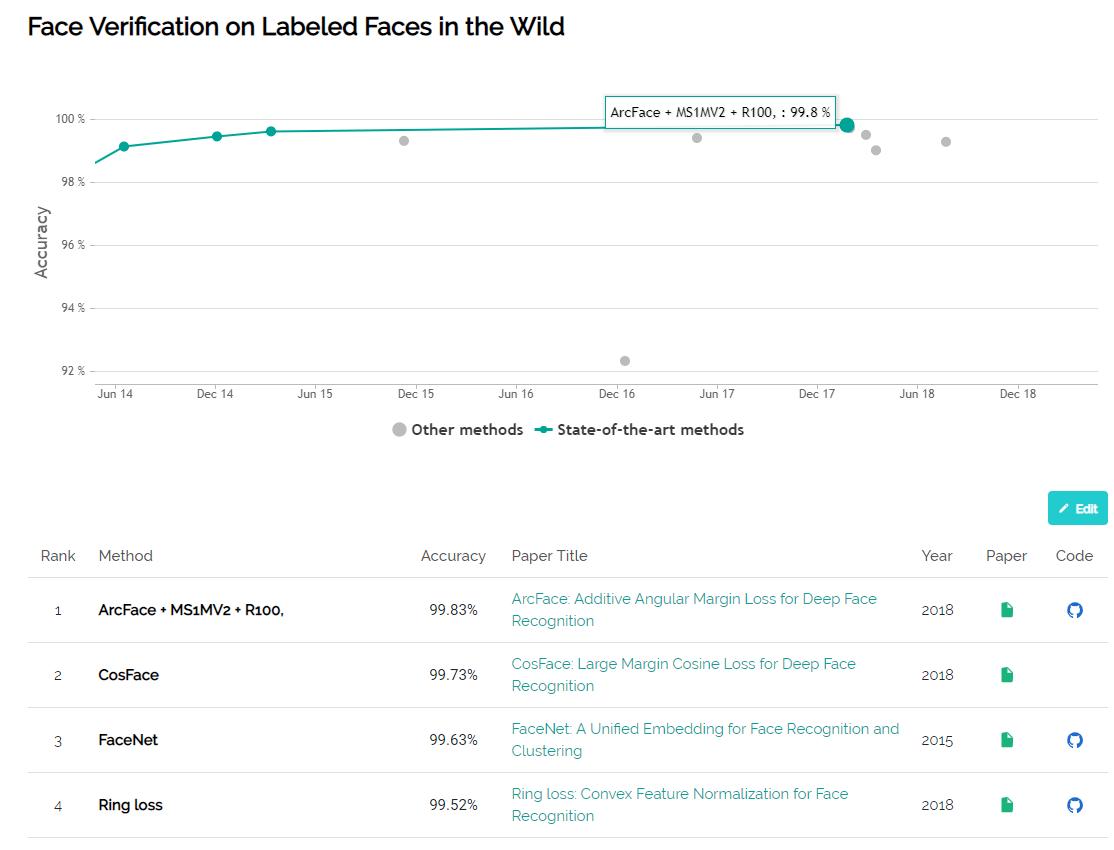 Face Verification on Labeled Faces in the Wild
ArcFace + MS1MV2 + R100, : 99.8 %
100 %
98 %
96 %
94 %
92 %
Accuracy
Jun 14 Dec 14 Jun 15 Dec 15 Jun 16 Dec 16 Jun 17 Dec 17 Jun 18 Dec 18
Other methods State-of-the-art methods
Edit
Rank Method Accuracy Paper Title Year Paper Code
1 ArcFace + MS1MV2 + R100, 99.83% ArcFace: Additive Angular Margin Loss for Deep Face 2018
Recognition
2 CosFace 99.73% CosFace: Large Margin Cosine Loss for Deep Face 2018
Recognition
3 FaceNet 99.63% FaceNet: A Unified Embedding for Face Recognition and 2015
Clustering
4 Ring loss 99.52% Ring loss: Convex Feature Normalization for Face 2018
Recognition